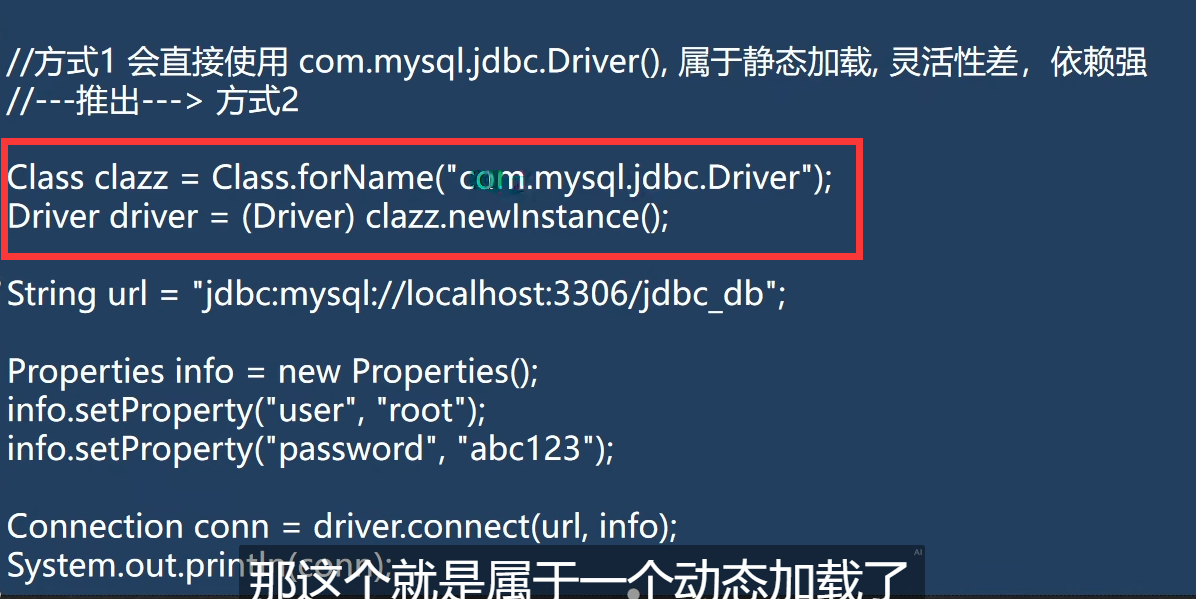 //方式1 会直接使用 com.mysql.jdbc.Driver(), 属于静态加载, 灵活性差，依赖强
//---推出---> 方式2
Class clazz = Class.forName("com.mysql.jdbc.Driver");
Driver driver = (Driver) clazz.newInstance();
String url = "jdbc:mysql://localhost:3306/jdbc_db";
Properties info = new Properties();
info.setProperty("user", "root");
info.setProperty("password", "abc123");
Connection conn = driver.connect(url, info);
System.out.println(conn);
AI
那这个就是属于一个动态加载了